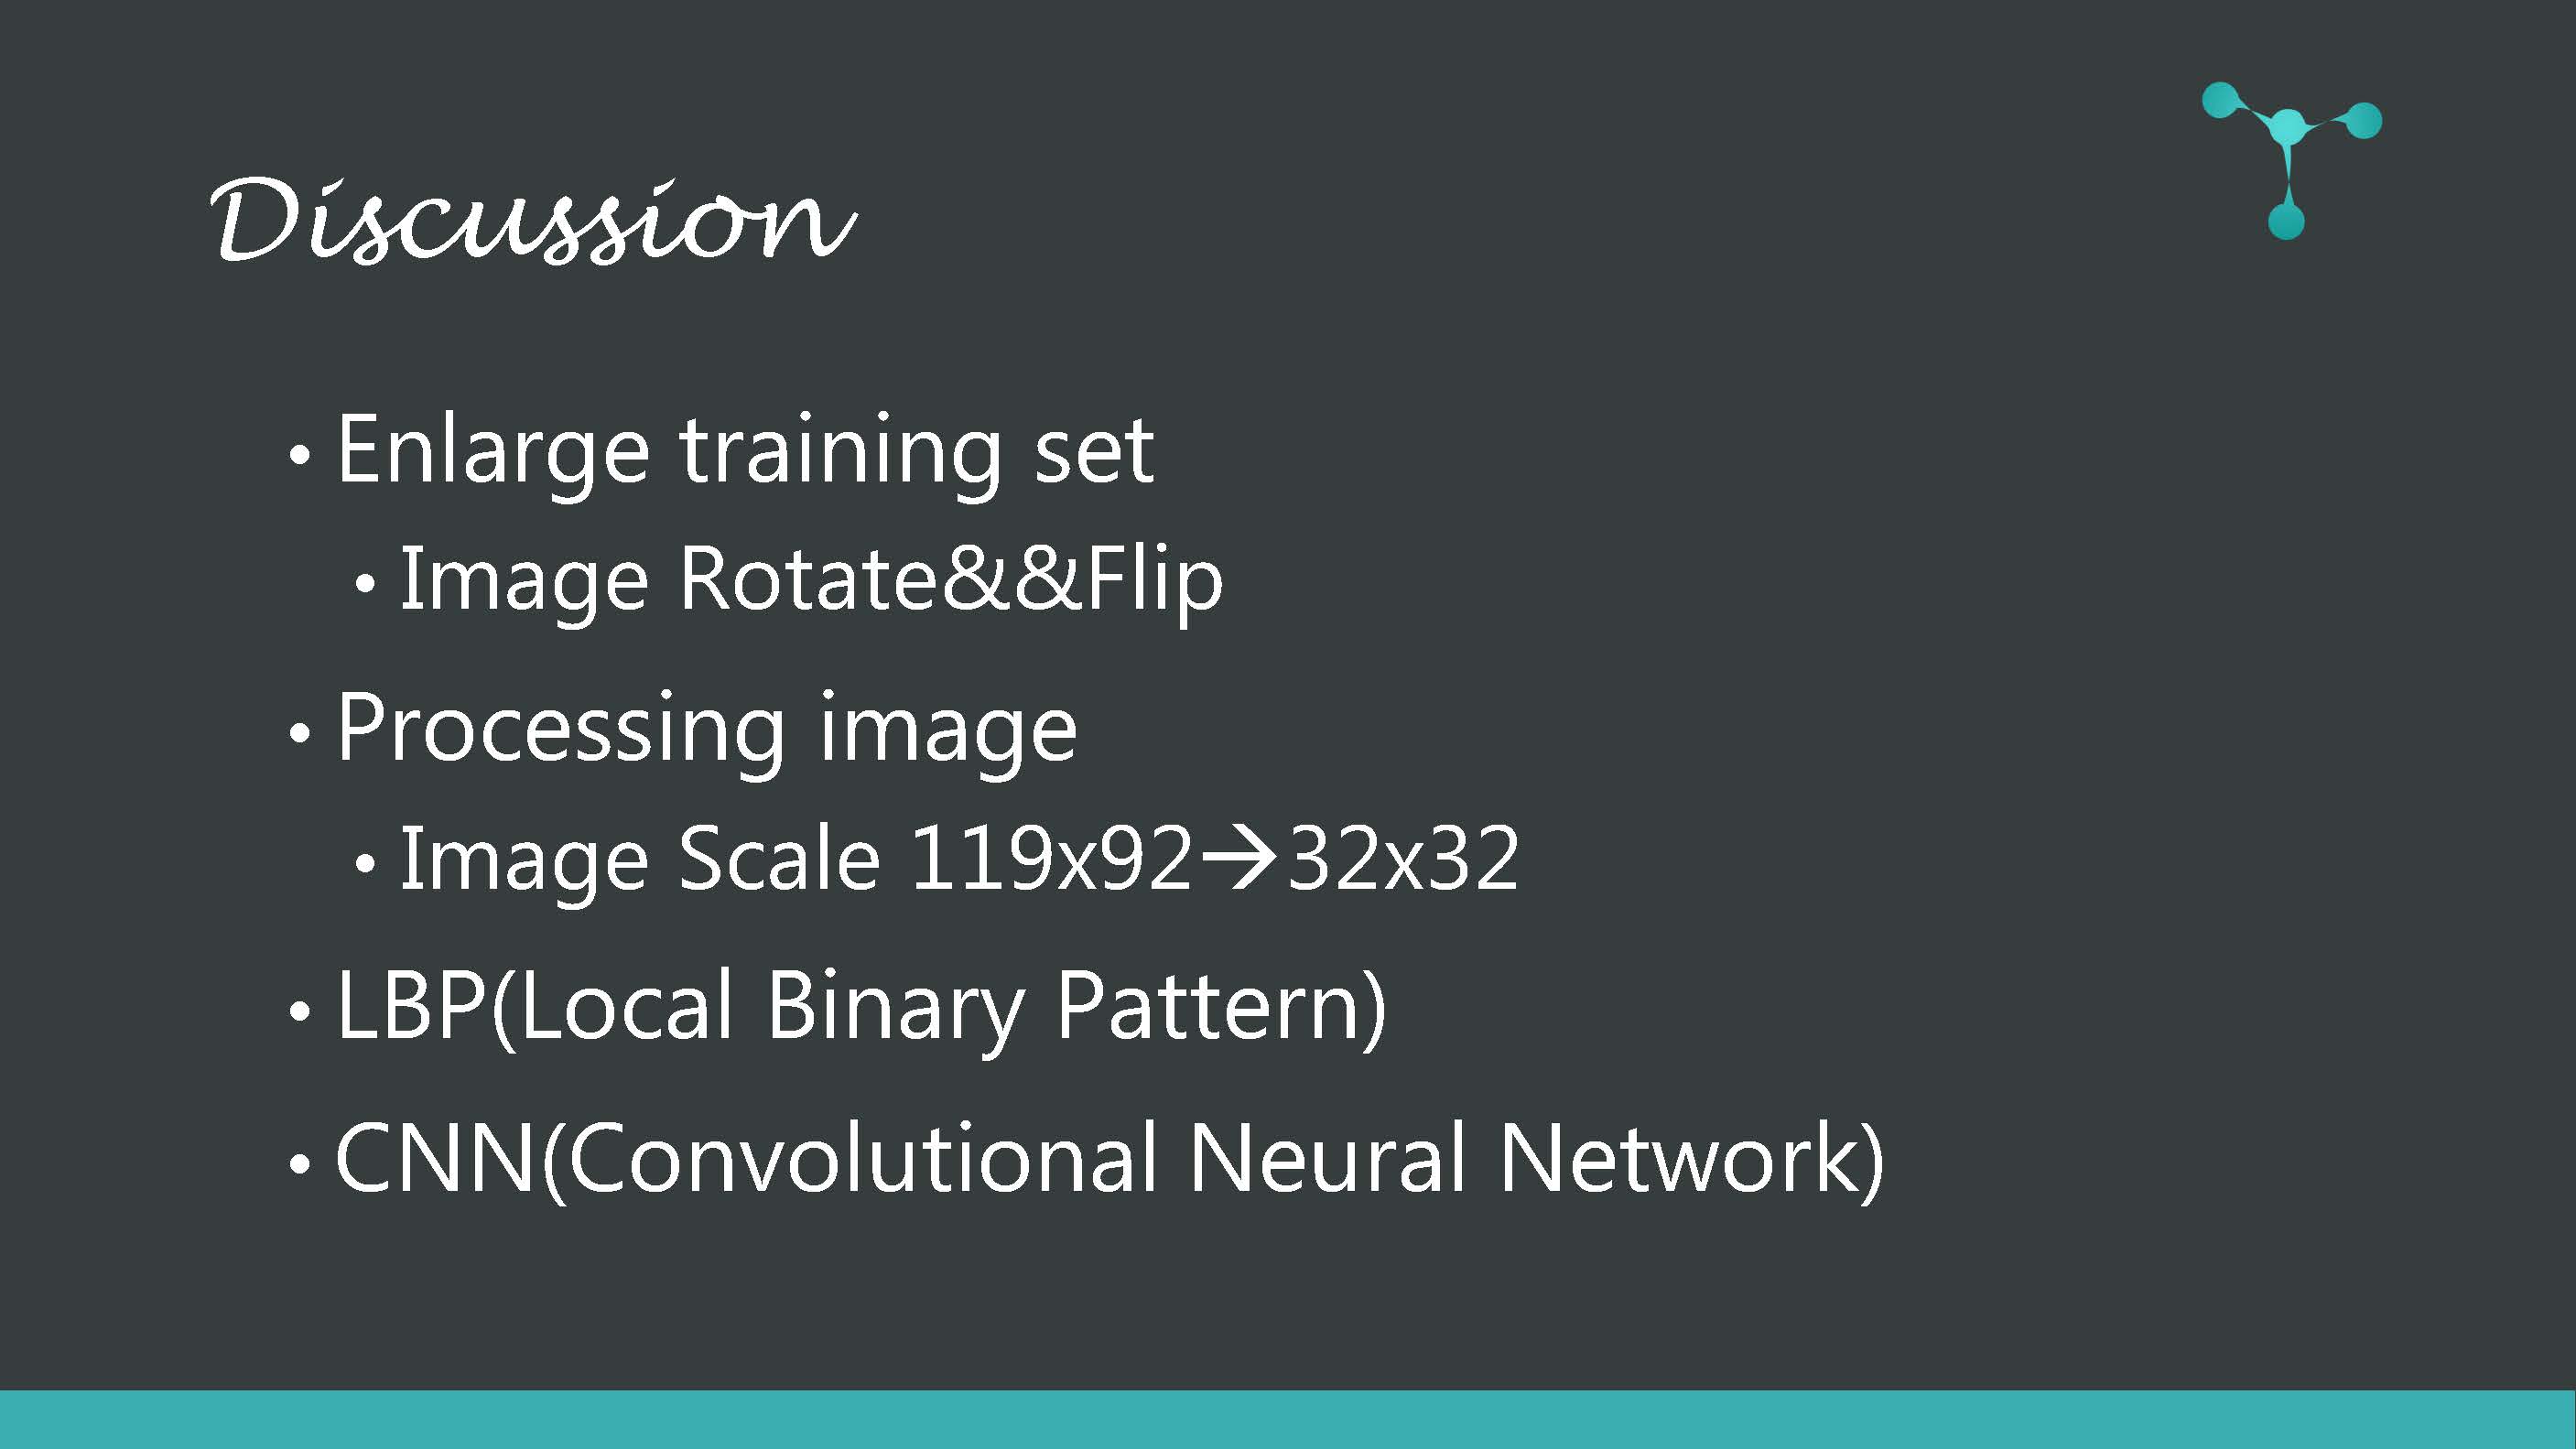 Discussion
• Enlarge training set
• Image Rotate&&Flip
• Processing image
• Image Scale 119x92→32x32
• LBP(Local Binary Pattern)
• CNN(Convolutional Neural Network)